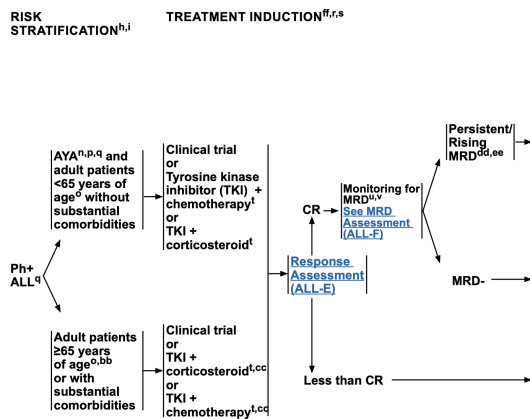 RISK
STRATIFICATIONh,i
TREATMENT INDUCTIONff,r,s
AYAn,p,q and
adult patients
<65 years of
ageo without
substantial
comorbidities
Clinical trial
or
Tyrosine kinase
inhibitor (TKI) +
chemotherapyt
or
TKI +
corticosteroidt
Ph+
ALLq
Adult patients
≥65 years
of ageo,bb
or with
substantial
comorbidities
Clinical trial
or
TKI +
corticosteroidt,cc
or
TKI +
chemotherapyt,cc
Response
Assessment
(ALL-E)
CR
Monitoring for
MRDu,v
See MRD
Assessment
(ALL-F)
Persistent/
Rising
MRDdd,ee
MRD-
Less than CR